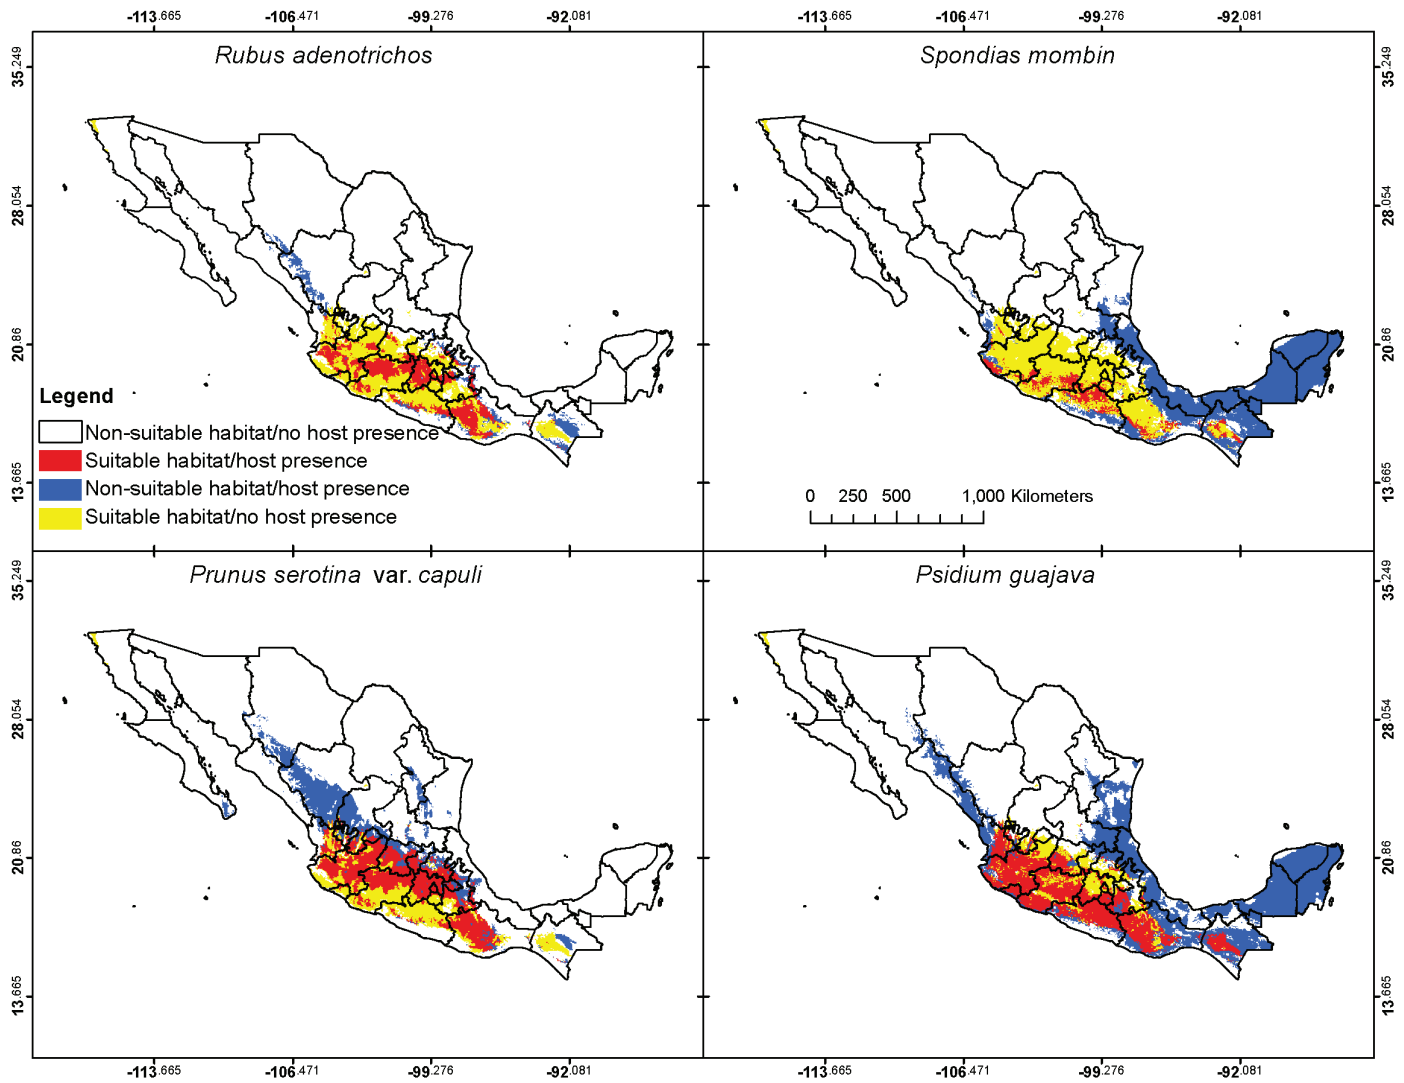 -113.665 -106.471 -99.276 -92.081 -113.665 -106.471 -99.276 -92.081
Rubus adenotrichos
Spondias mombin
35.249
28.054
20.86
13.665
35.249
28.054
20.86
13.665
Legend
Non-suitable habitat/no host presence
Suitable habitat/host presence
Non-suitable habitat/host presence
Suitable habitat/no host presence
0 250 500 1,000 Kilometers
Prunus serotina var. capuli
Psidium guajava
35.249
28.054
20.86
13.665
35.249
28.054
20.86
13.665
-113.665 -106.471 -99.276 -92.081 -113.665 -106.471 -99.276 -92.081